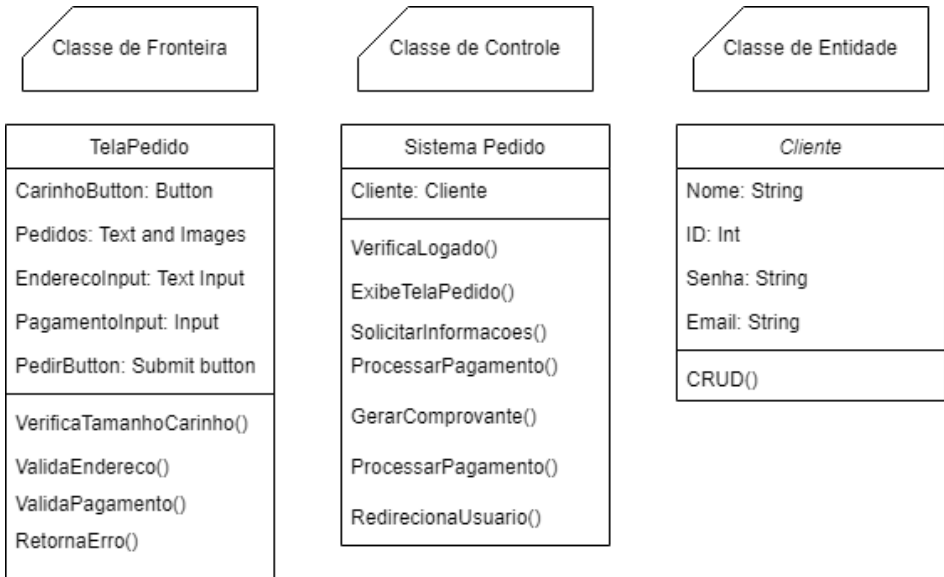 Classe de Fronteira
Classe de Controle
Classe de Entidade
TelaPedido
CarinhoButton: Button
Pedidos: Text and Images
EnderecoInput: Text Input
PagamentoInput: Input
PedirButton: Submit button
VerificaTamanhoCarinho()
ValidaEndereco()
ValidaPagamento()
RetornaErro()
Sistema Pedido
Cliente: Cliente
VerificaLogado()
ExibeTelaPedido()
SolicitarInformacoes()
ProcessarPagamento()
GerarComprovante()
ProcessarPagamento()
RedirecionaUsuario()
Cliente
Nome: String
ID: Int
Senha: String
Email: String
CRUD()